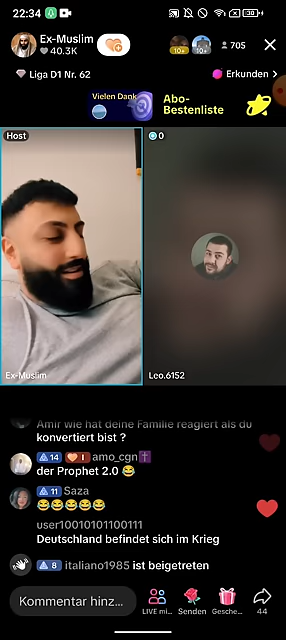 22:34
Ex-Muslim
40.3K
10+
10+
705
Liga D1 Nr. 62
Erkunden >
Vielen Dank
Abo-
Bestenliste
Host
0
Ex-Muslim
Leo.6152
Amir wie hat deine Familie reagiert als du
konvertiert bist ?
14 1 amo_cgn
der Prophet 2.0 😂
11 Saza
😂😂😂😂😂
user10010101100111
Deutschland befindet sich im Krieg
8 italiano1985 ist beigetreten
Kommentar hinz...
LIVE mi...
Senden
Gesche...
44